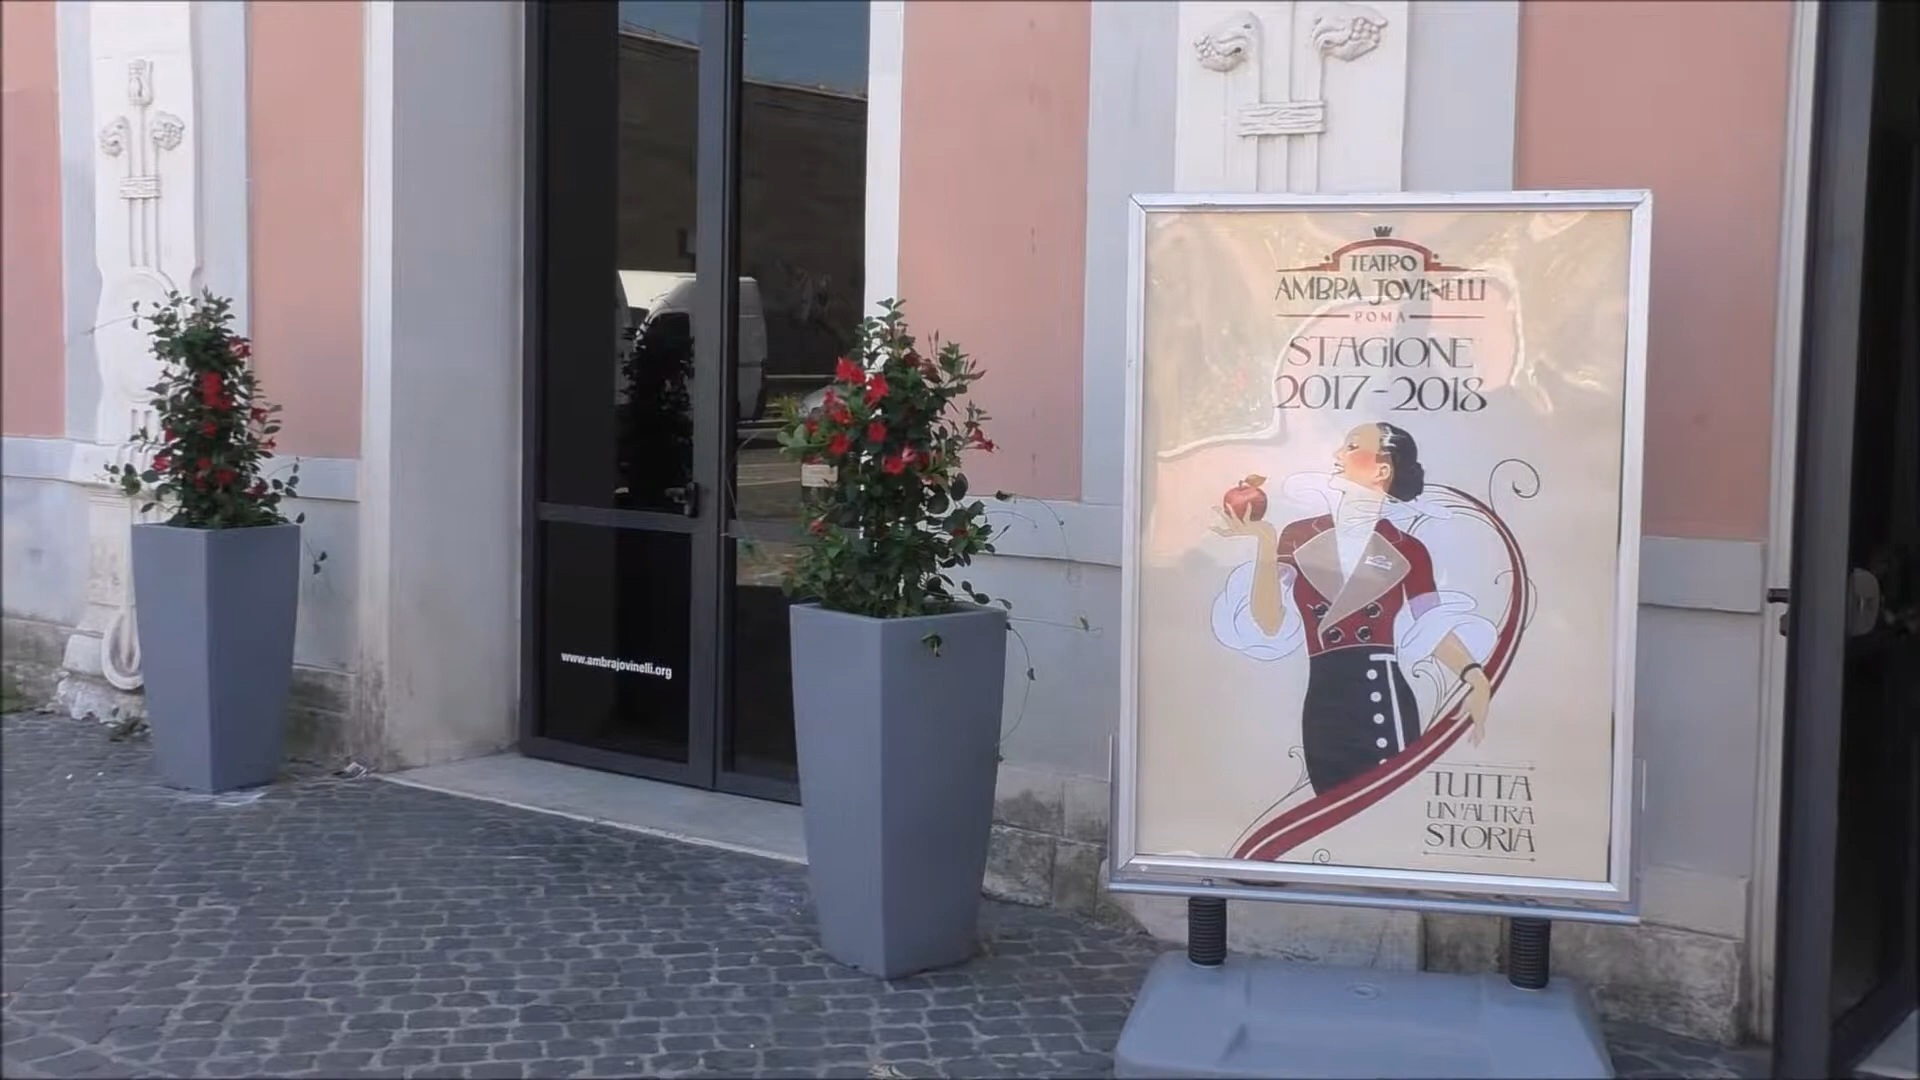 www.ambrajovinelli.org
TEATRO
AMBRA JOVINELLI
ROMA
STAGIONE
2017-2018
TUTTA
UN'ALTRA
STORIA